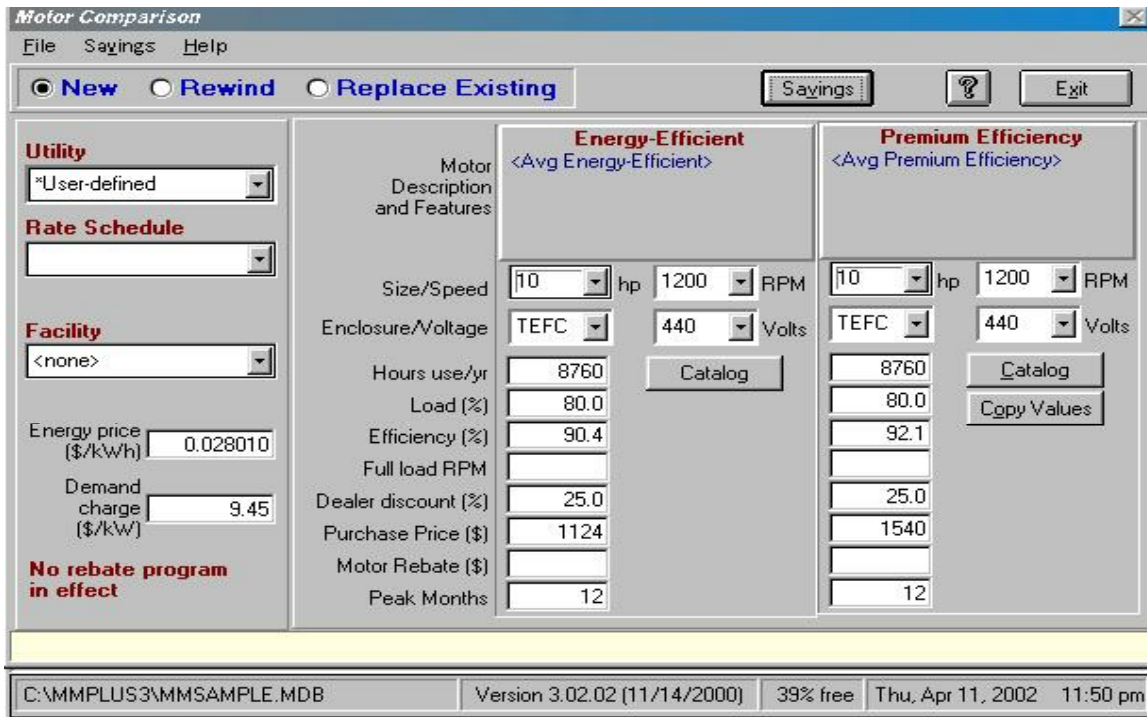 Motor Comparison
File Savings Help
New Rewind Replace Existing Savings ? Exit
Utility
*User-defined
Rate Schedule
Facility
<none>
Energy price ($/kWh) 0.028010
Demand charge ($/kW) 9.45
No rebate program
in effect
Energy-Efficient Premium Efficiency
Motor Description and Features <Avg Energy-Efficient> <Avg Premium Efficiency>
Size/Speed 10 hp 1200 RPM 10 hp 1200 RPM
Enclosure/Voltage TEFC 440 Volts TEFC 440 Volts
Hours use/yr 8760 Catalog 8760 Catalog
Load (%) 80.0 80.0 Copy Values
Efficiency (%) 90.4 92.1
Full load RPM
Dealer discount (%) 25.0 25.0
Purchase Price ($) 1124 1540
Motor Rebate ($)
Peak Months 12 12
C:\MMPLUS3\MMSAMPLE.MDB Version 3.02.02 (11/14/2000) 39% free Thu, Apr 11, 2002 11:50 pm